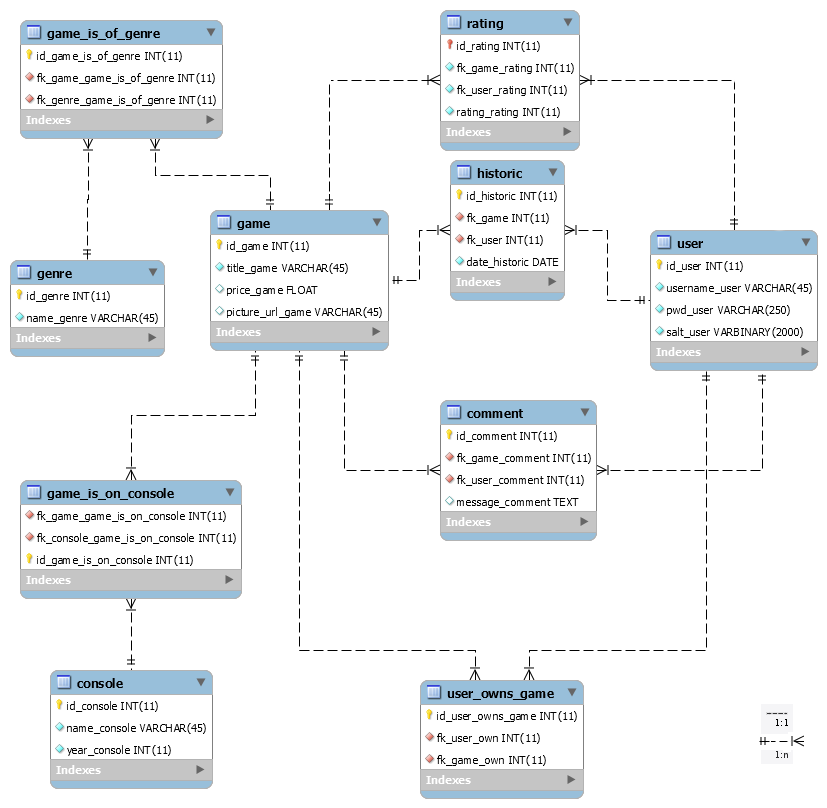 game_is_of_genre
id_game_is_of_genre INT(11)
fk_game_game_is_of_genre INT(11)
fk_genre_game_is_of_genre INT(11)
Indexes
rating
id_rating INT(11)
fk_game_rating INT(11)
fk_user_rating INT(11)
rating_rating INT(11)
Indexes
historic
id_historic INT(11)
fk_game INT(11)
fk_user INT(11)
date_historic DATE
Indexes
game
id_game INT(11)
title_game VARCHAR(45)
price_game FLOAT
picture_url_game VARCHAR(45)
Indexes
user
id_user INT(11)
username_user VARCHAR(45)
pwd_user VARCHAR(250)
salt_user VARBINARY(2000)
Indexes
genre
id_genre INT(11)
name_genre VARCHAR(45)
Indexes
comment
id_comment INT(11)
fk_game_comment INT(11)
fk_user_comment INT(11)
message_comment TEXT
Indexes
game_is_on_console
fk_game_game_is_on_console INT(11)
fk_console_game_is_on_console INT(11)
id_game_is_on_console INT(11)
Indexes
console
id_console INT(11)
name_console VARCHAR(45)
year_console INT(11)
Indexes
user_owns_game
id_user_owns_game INT(11)
fk_user_own INT(11)
fk_game_own INT(11)
Indexes
1:1
1:n